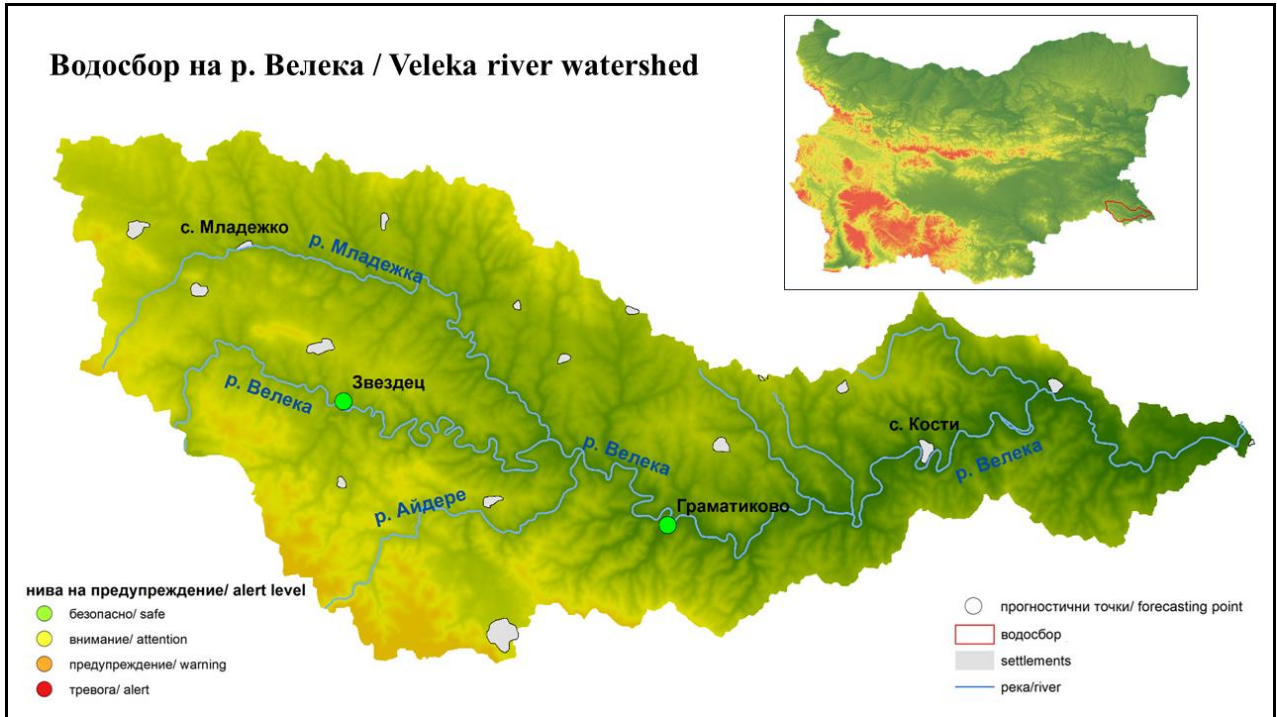 Водосбор на р. Велека / Veleka river watershed
с. Младежко
р. Младежка
р. Велека
Звездец
р. Велека
р. Айдере
Граматиково
с. Кости
р. Велека
нива на предупреждение/ alert level
безопасно/ safe
внимание/ attention
предупреждение/ warning
тревога/ alert
прогностични точки/ forecasting point
водосбор
settlements
река/river